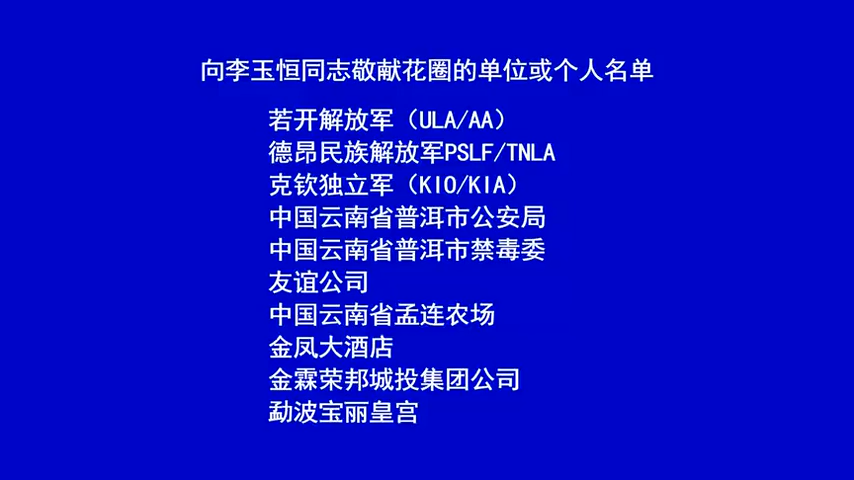 向李玉恒同志敬献花圈的单位或个人名单
若开解放军（ULA/AA）
德昂民族解放军PSLF/TNLA
克钦独立军（KIO/KIA）
中国云南省普洱市公安局
中国云南省普洱市禁毒委
友谊公司
中国云南省孟连农场
金凤大酒店
金霖荣邦城投集团公司
勐波宝丽皇宫